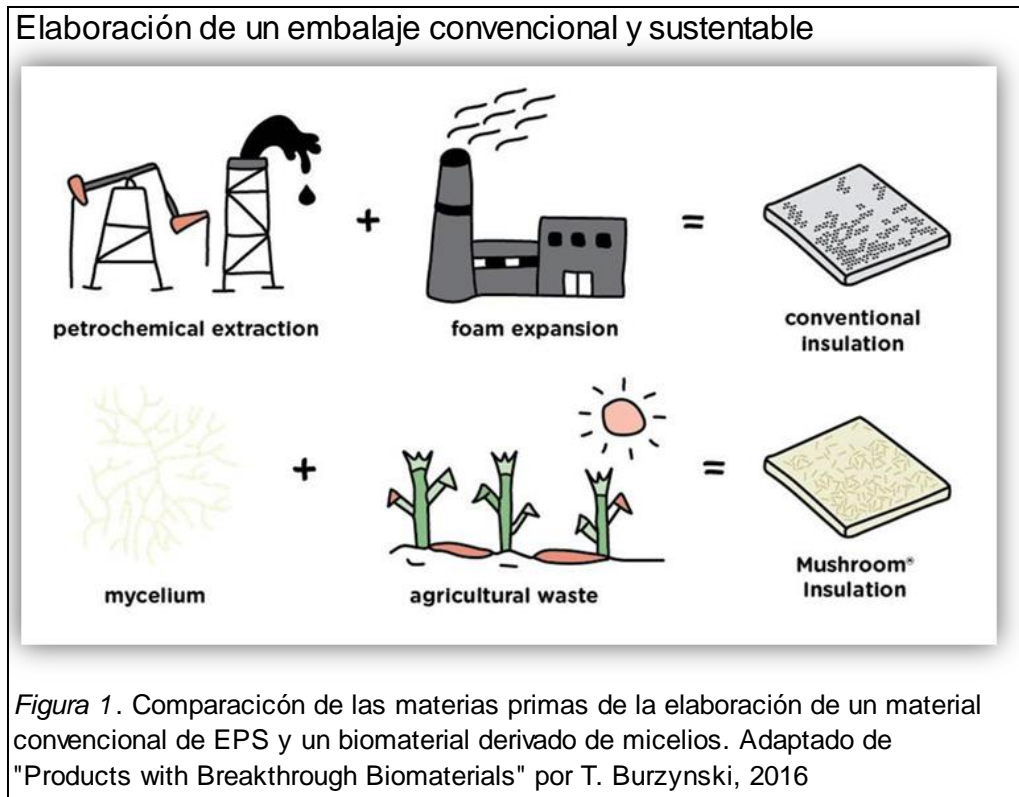 Elaboración de un embalaje convencional y sustentable
+
=
petrochemical extraction
foam expansion
conventional
insulation
+
=
mycelium
agricultural waste
Mushroom®
Insulation
Figura 1. Comparacicón de las materias primas de la elaboración de un material
convencional de EPS y un biomaterial derivado de micelios. Adaptado de
"Products with Breakthrough Biomaterials" por T. Burzynski, 2016